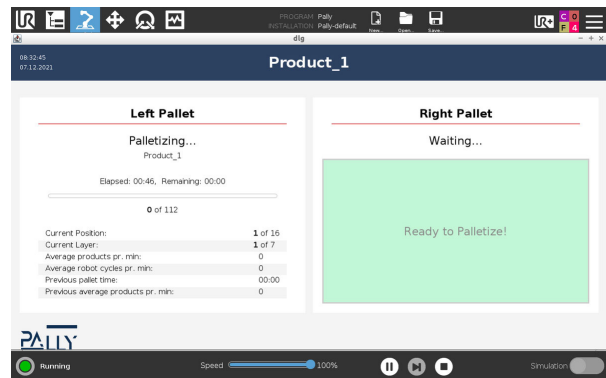 PROGRAM Pally
INSTALLATION Pally-default
New... Open... Save...
UR+
C 0
F 4
dlg
08:32:45
07.12.2021
Product_1
Left Pallet
Palletizing...
Product_1
Elapsed: 00:46, Remaining: 00:00
0 of 112
Current Position: 1 of 16
Current Layer: 1 of 7
Average products pr. min: 0
Average robot cycles pr. min: 0
Previous pallet time: 00:00
Previous average products pr. min: 0
Right Pallet
Waiting...
Ready to Palletize!
PALLY
Running
Speed 100%
Simulation